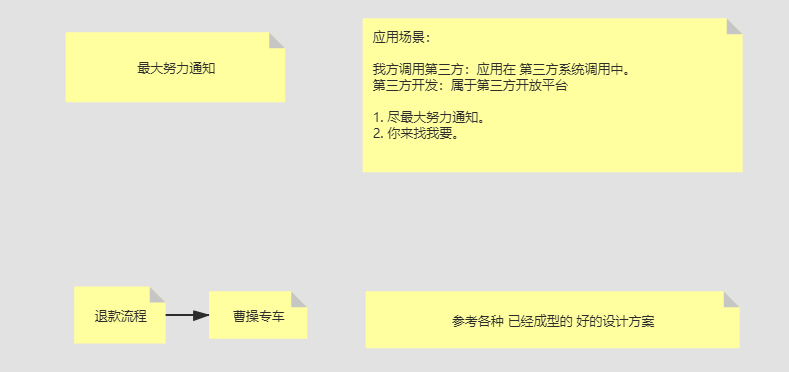 最大努力通知
应用场景：
我方调用第三方：应用在 第三方系统调用中。
第三方开发：属于第三方开放平台
1. 尽最大努力通知。
2. 你来找我要。
退款流程
曹操专车
参考各种 已经成型的 好的设计方案